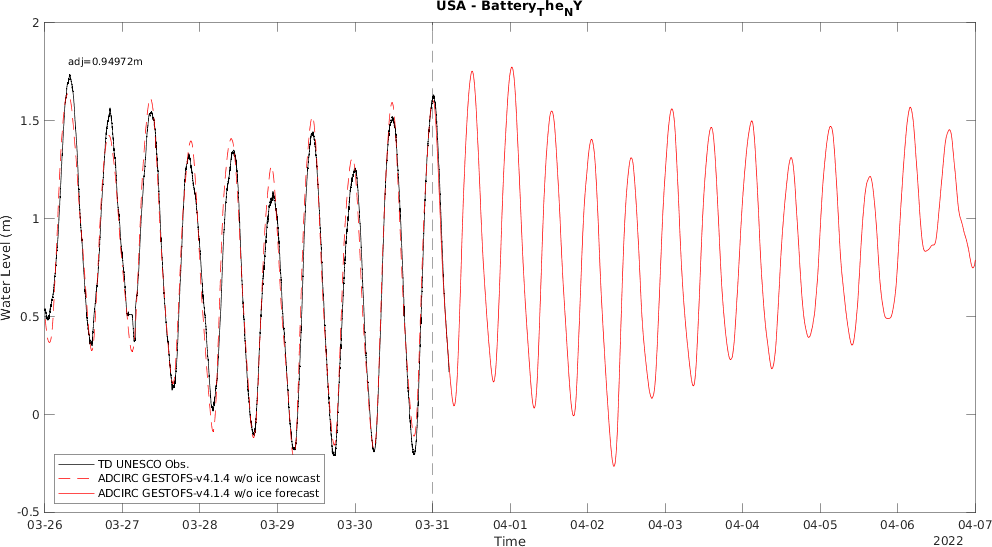 USA - BatteryTheNY
adj=0.94972m
2
1.5
1
0.5
0
-0.5
Water Level (m)
TD UNESCO Obs.
ADCIRC GESTOFS-v4.1.4 w/o ice nowcast
ADCIRC GESTOFS-v4.1.4 w/o ice forecast
03-26 03-27 03-28 03-29 03-30 03-31 04-01 04-02 04-03 04-04 04-05 04-06 04-07
Time
2022